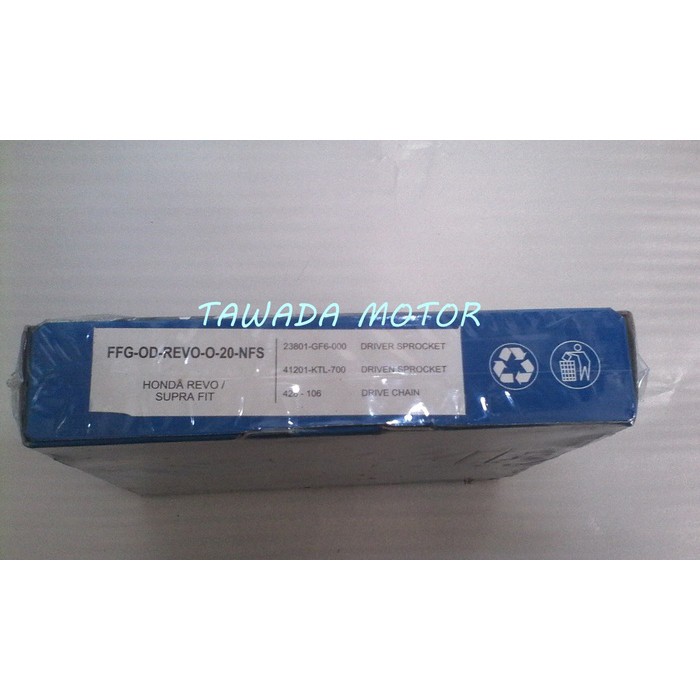 TAWADA MOTOR
FFG-OD-REVO-O-20-NFS
HONDA REVO /
SUPRA FIT
23801-GF6-000 DRIVER SPROCKET
41201-KTL-700 DRIVEN SPROCKET
428 - 106 DRIVE CHAIN